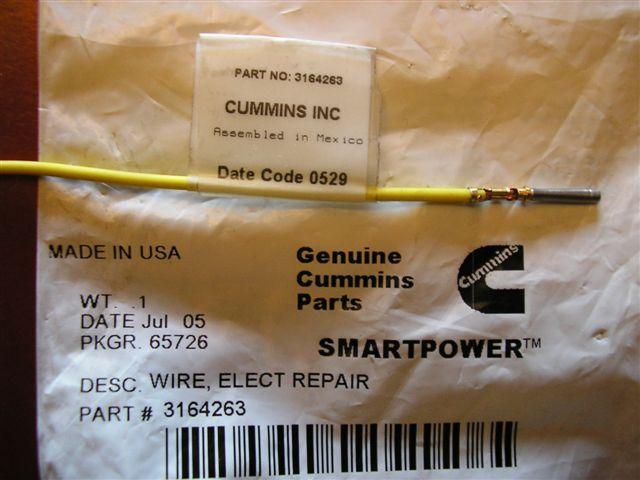 PART NO: 3164263
CUMMINS INC
Assembled in Mexico
Date Code 0529
MADE IN USA
Genuine
Cummins
Parts
Cummins
WT. .1
DATE Jul 05
PKGR. 65726
SMARTPOWER™
DESC. WIRE, ELECT REPAIR
PART # 3164263